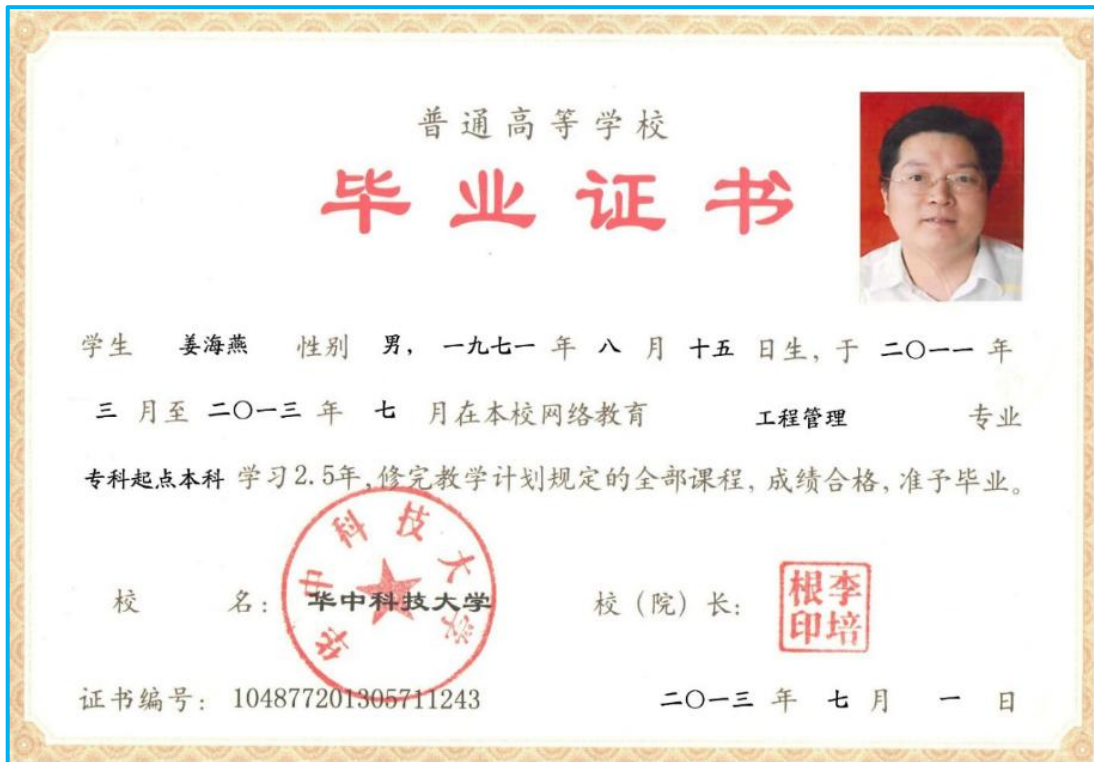 普通高等学校
毕业证书
学生 姜海燕 性别 男， 一九七一 年 八 月 十五 日生，于 二〇一一 年
三 月至 二〇一三 年 七 月在本校网络教育 工程管理 专业
专科起点本科 学习2.5年，修完教学计划规定的全部课程，成绩合格，准予毕业。
华中科技大学
校 名： 华中科技大学 校（院）长： 李培根印
证书编号： 104877201305711243 二〇一三 年 七 月 一 日